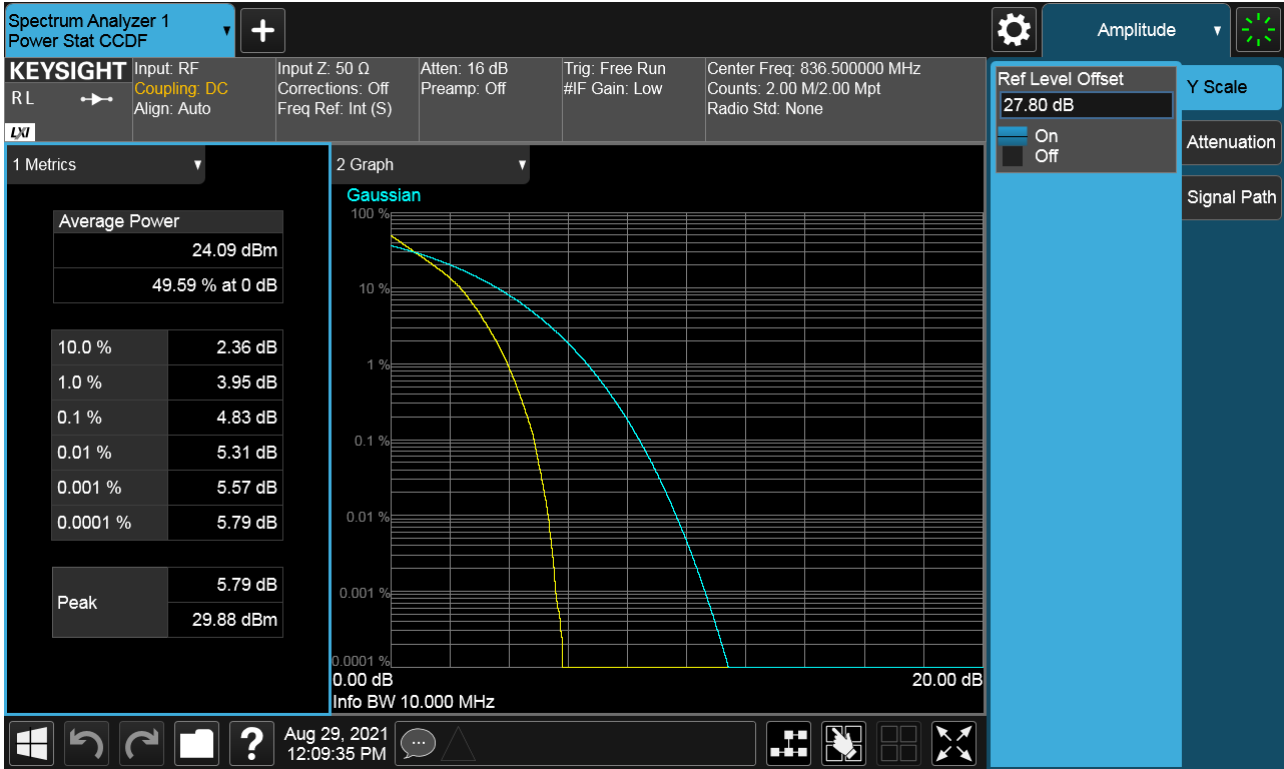 Spectrum Analyzer 1
Power Stat CCDF
Amplitude
KEYSIGHT
R L
LXI
Input: RF
Coupling: DC
Align: Auto
Input Z: 50 Ω
Corrections: Off
Freq Ref: Int (S)
Atten: 16 dB
Preamp: Off
Trig: Free Run
#IF Gain: Low
Center Freq: 836.500000 MHz
Counts: 2.00 M/2.00 Mpt
Radio Std: None
Ref Level Offset
27.80 dB
On
Off
Y Scale
Attenuation
Signal Path
1 Metrics
Average Power
24.09 dBm
49.59 % at 0 dB
10.0 % 2.36 dB
1.0 % 3.95 dB
0.1 % 4.83 dB
0.01 % 5.31 dB
0.001 % 5.57 dB
0.0001 % 5.79 dB
Peak
5.79 dB
29.88 dBm
2 Graph
Gaussian
100 %
10 %
1 %
0.1 %
0.01 %
0.001 %
0.0001 %
0.00 dB 20.00 dB
Info BW 10.000 MHz
?
Aug 29, 2021
12:09:35 PM